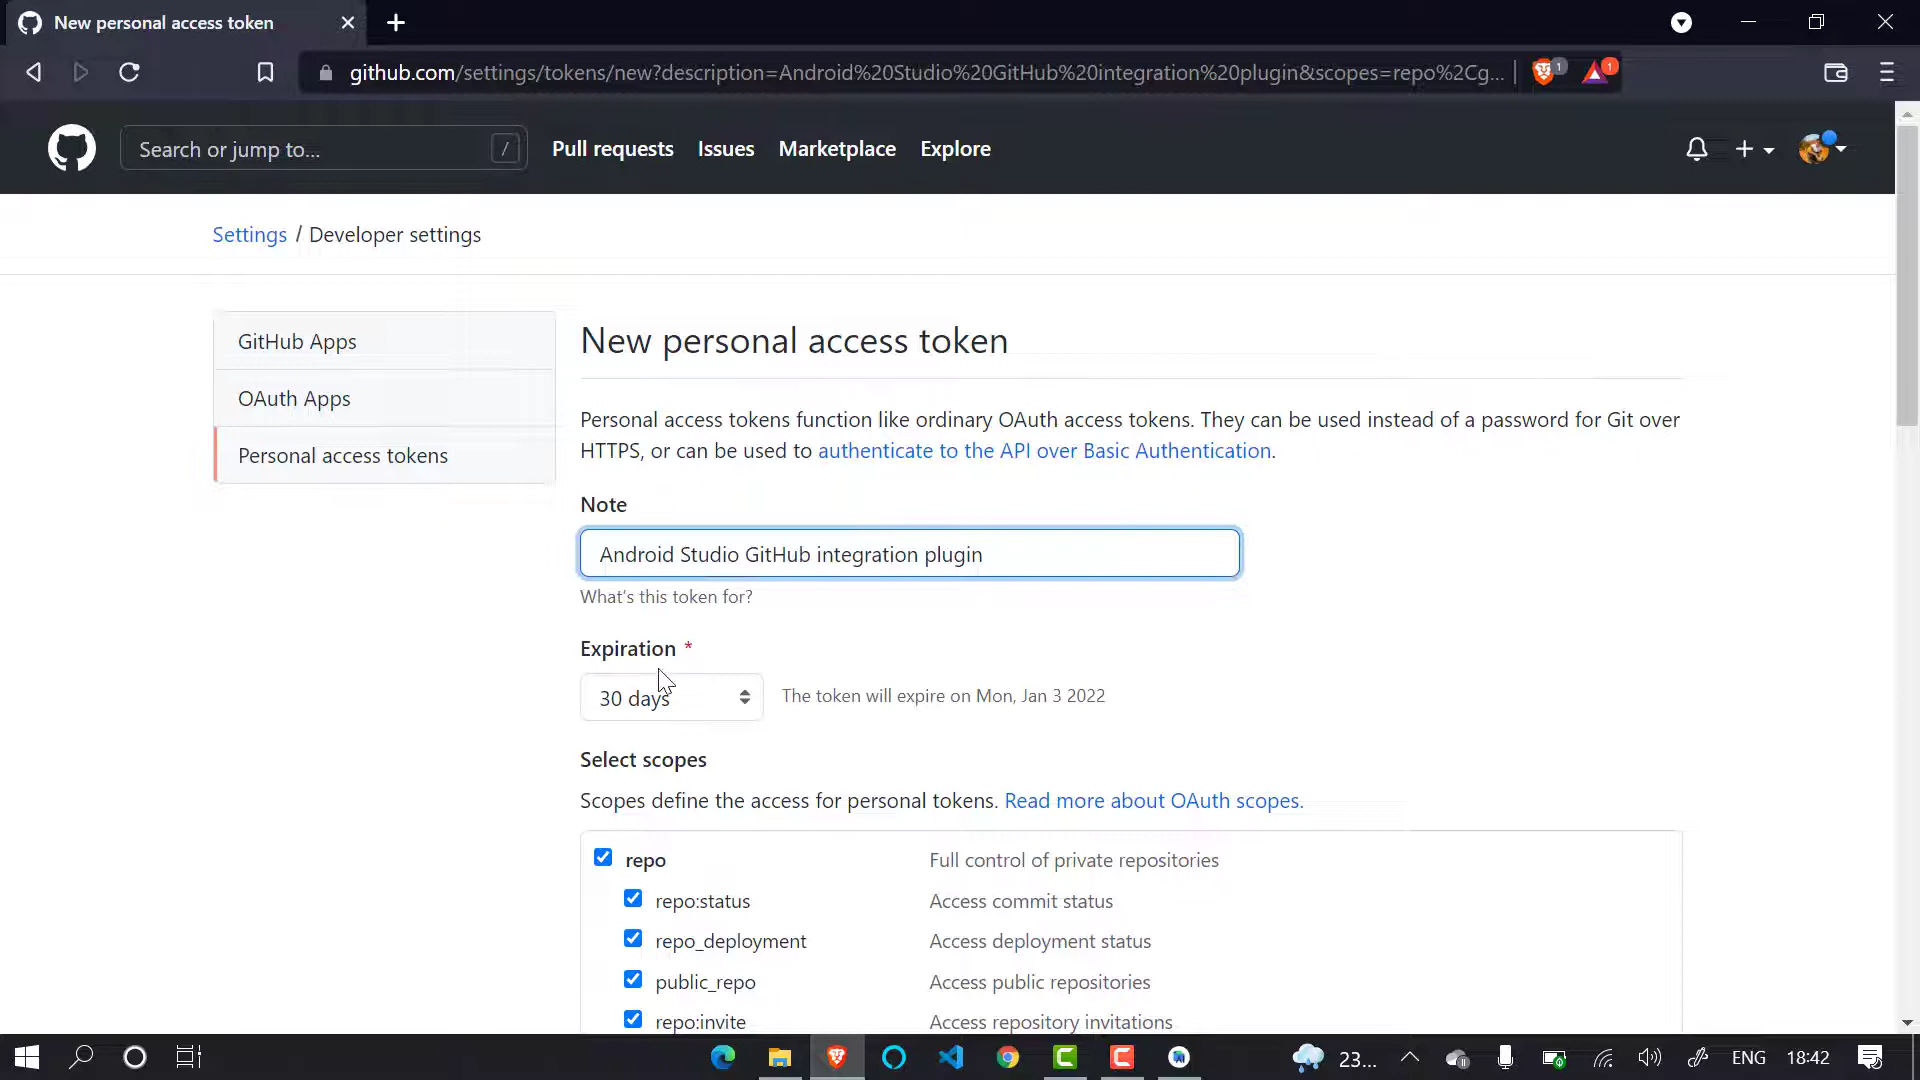 New personal access token
github.com/settings/tokens/new?description=Android%20Studio%20GitHub%20integration%20plugin&scopes=repo%2Cg...
1
1
Search or jump to...
/
Pull requests
Issues
Marketplace
Explore
Settings / Developer settings
GitHub Apps
OAuth Apps
Personal access tokens
New personal access token
Personal access tokens function like ordinary OAuth access tokens. They can be used instead of a password for Git over
HTTPS, or can be used to authenticate to the API over Basic Authentication.
Note
Android Studio GitHub integration plugin
What's this token for?
Expiration *
30 days
The token will expire on Mon, Jan 3 2022
Select scopes
Scopes define the access for personal tokens. Read more about OAuth scopes.
repo Full control of private repositories
repo:status Access commit status
repo_deployment Access deployment status
public_repo Access public repositories
repo:invite Access repository invitations
23...
ENG
18:42